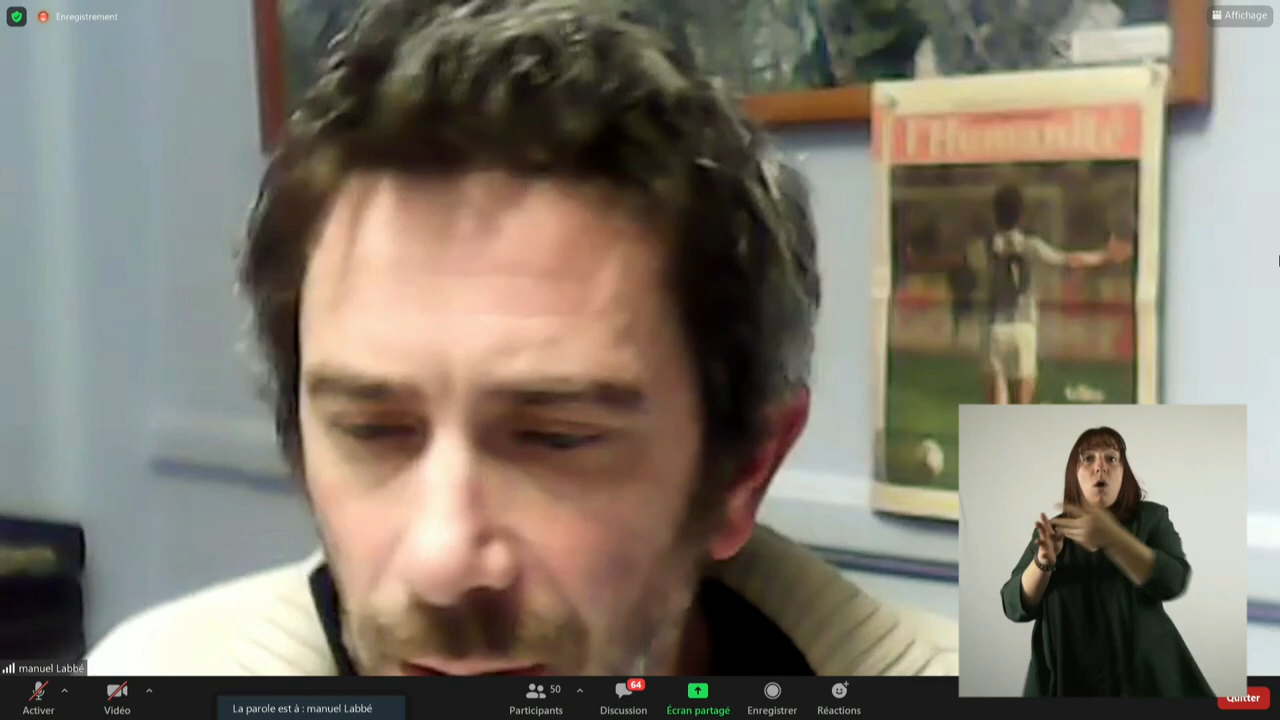 Enregistrement
Affichage
l'Humanité
manuel Labbé
Activer
Vidéo
La parole est à : manuel Labbé
50
Participants
64
Discussion
Écran partagé
Enregistrer
Réactions
Quitter